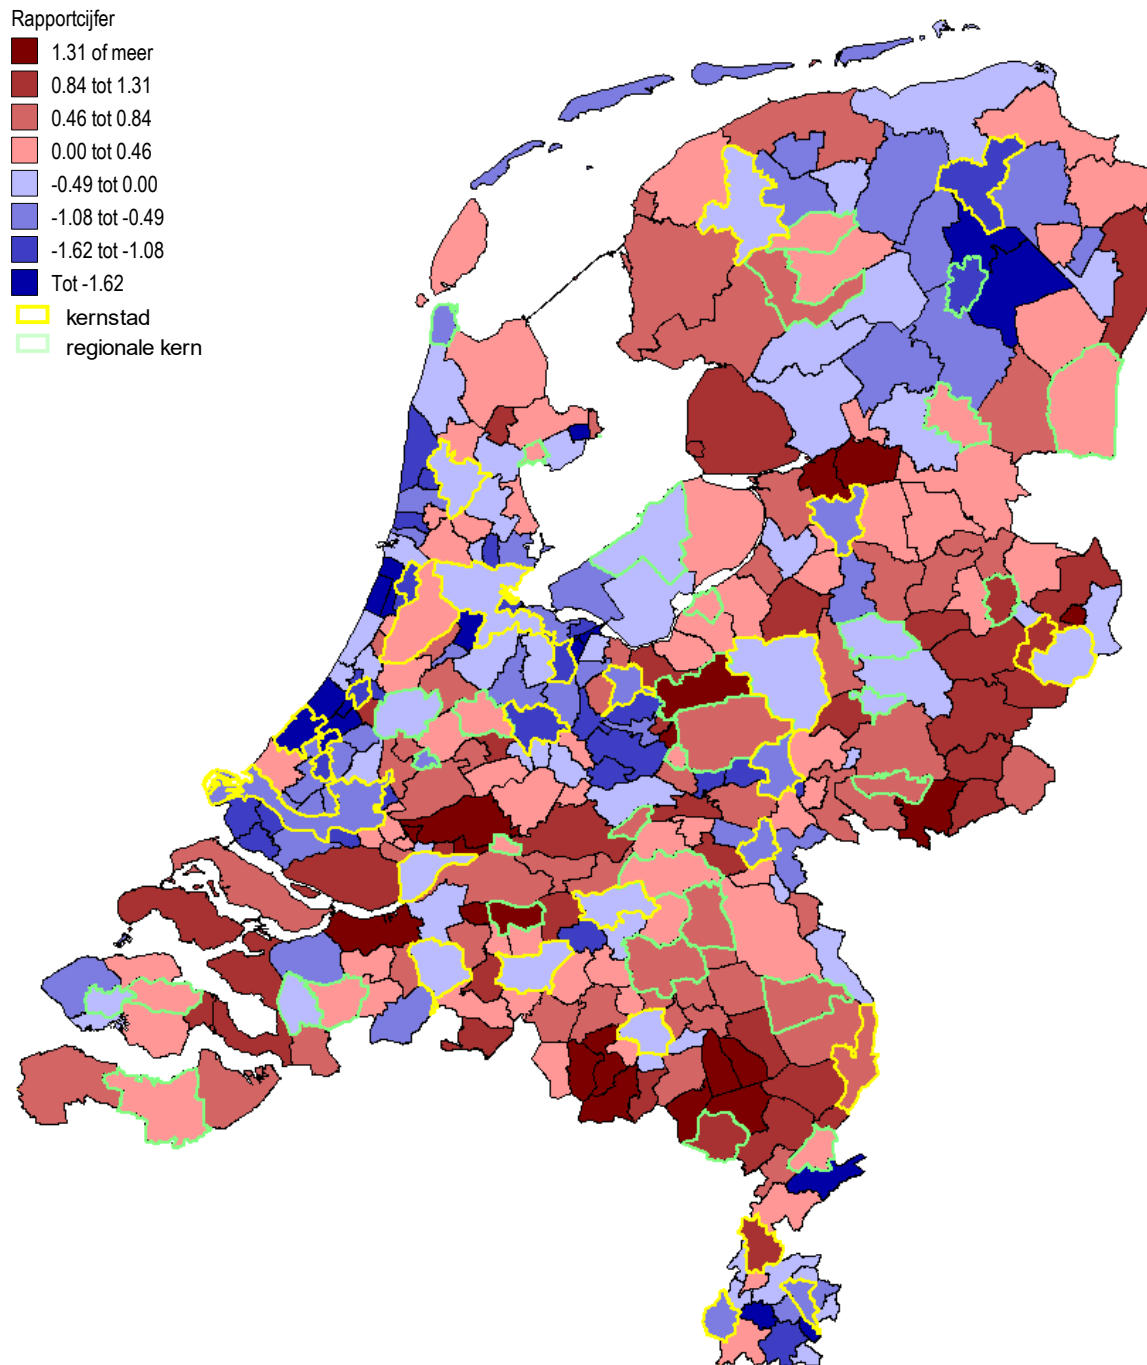 Rapportcijfer
1.31 of meer
0.84 tot 1.31
0.46 tot 0.84
0.00 tot 0.46
-0.49 tot 0.00
-1.08 tot -0.49
-1.62 tot -1.08
Tot -1.62
kernstad
regionale kern